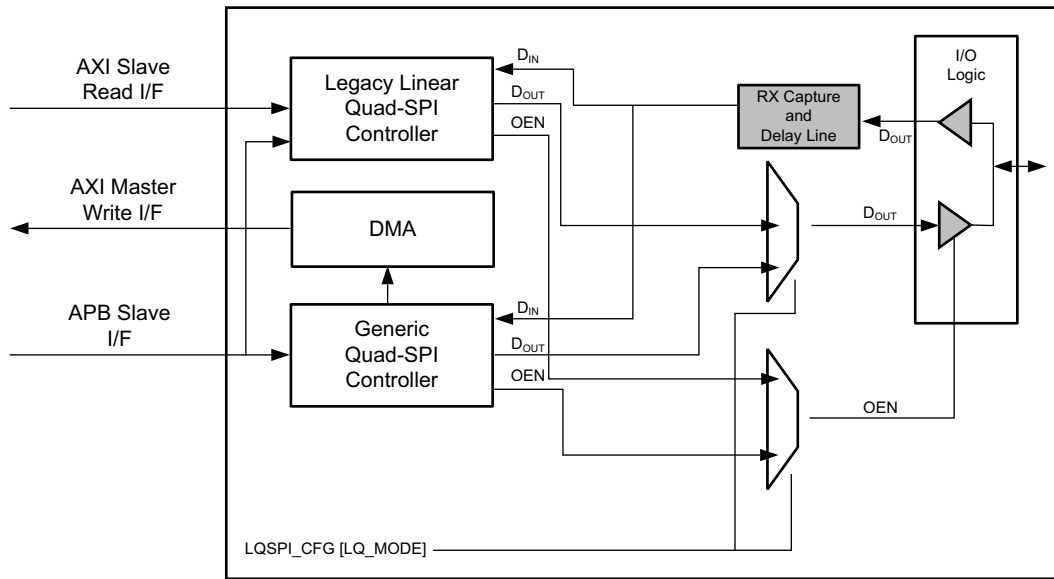 AXI Slave
Read I/F
AXI Master
Write I/F
APB Slave
I/F
Legacy Linear
Quad-SPI
Controller
DMA
Generic
Quad-SPI
Controller
DIN
DOUT
OEN
DIN
DOUT
OEN
RX Capture
and
Delay Line
I/O
Logic
DOUT
DOUT
OEN
LQSPI_CFG [LQ_MODE]